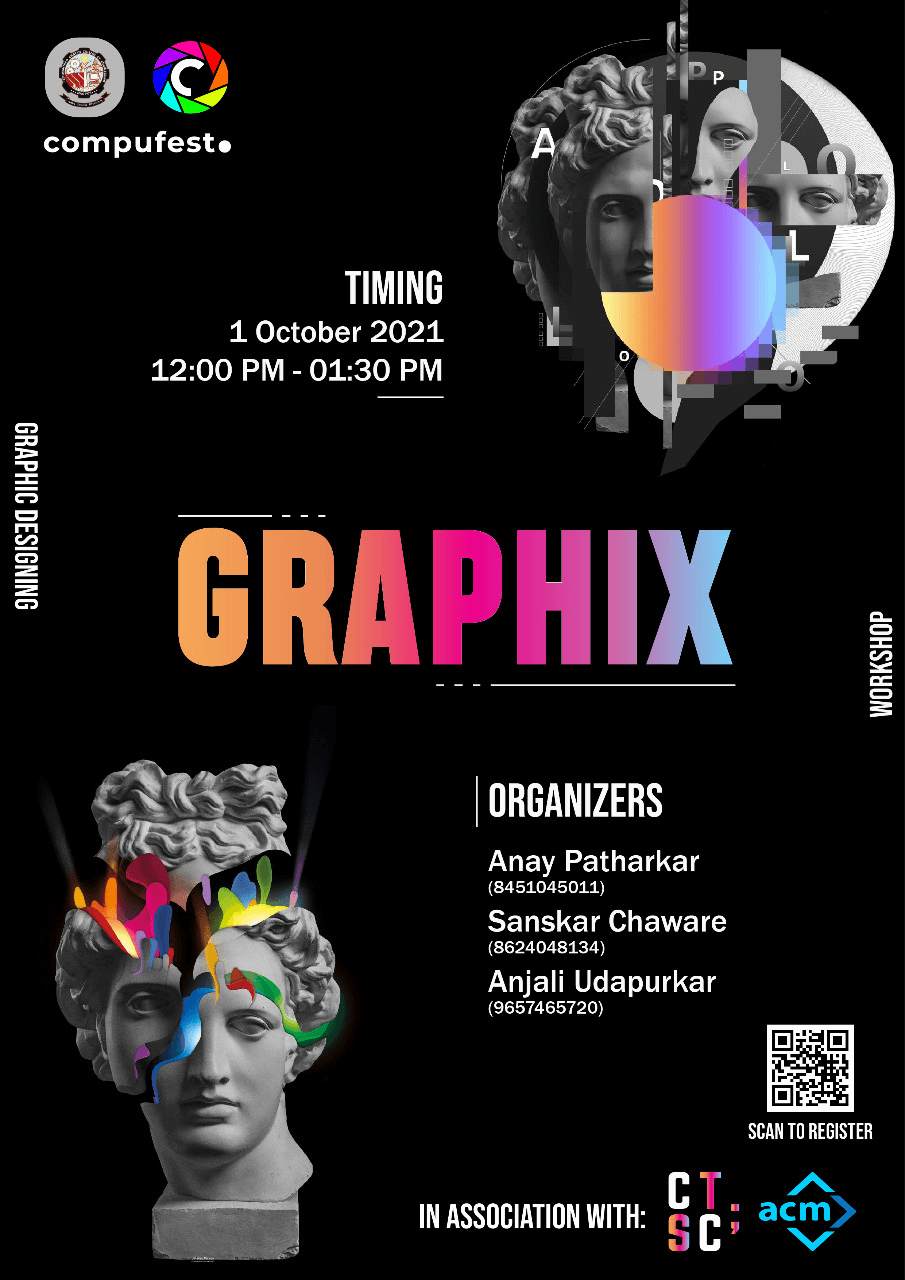 compufest.
TIMING
1 October 2021
12:00 PM - 01:30 PM
GRAPHIC DESIGNING
GRAPHIX
WORKSHOP
ORGANIZERS
Anay Patharkar
(8451045011)
Sanskar Chaware
(8624048134)
Anjali Udapurkar
(9657465720)
SCAN TO REGISTER
IN ASSOCIATION WITH:
CT
SC;
acm
C
A
P
P
O
L
L
L
O
O